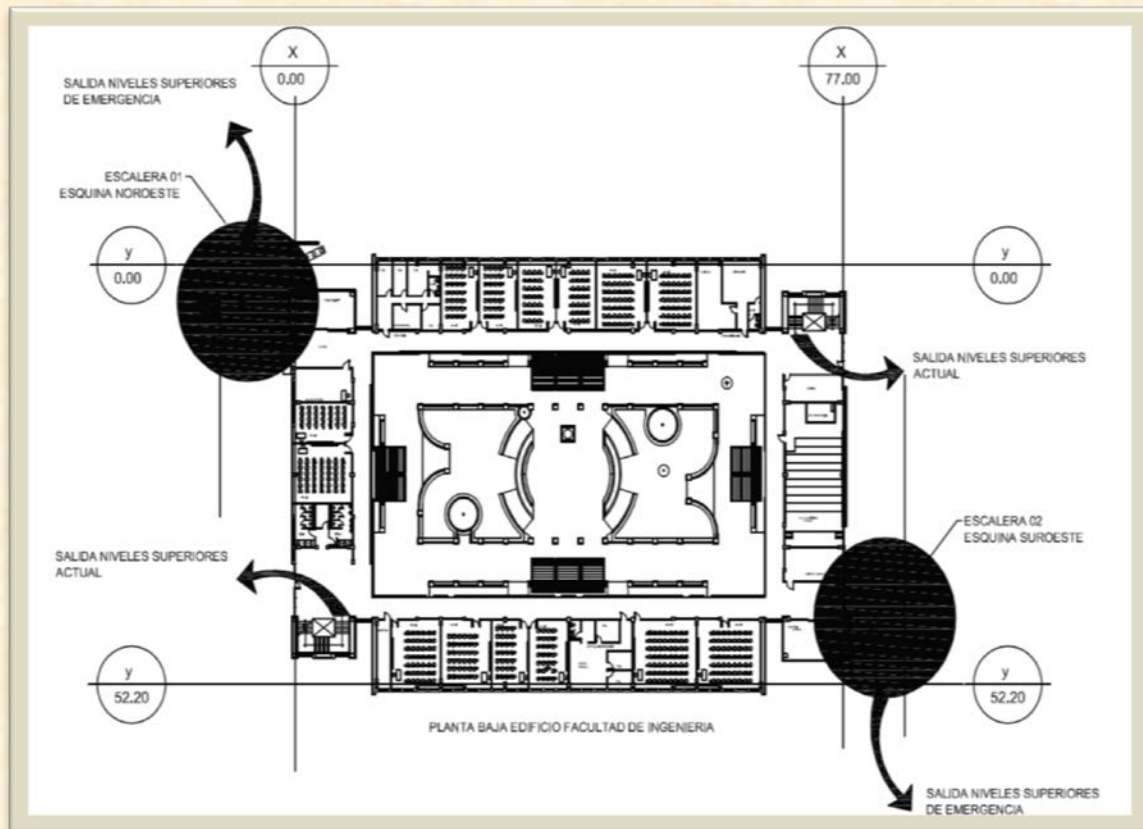 X
0.00
X
77.00
SALIDA NIVELES SUPERIORES
DE EMERGENCIA
ESCALERA 01
ESQUINA NOROESTE
y
0.00
y
0.00
SALIDA NIVELES SUPERIORES
ACTUAL
ESCALERA 02
ESQUINA SUROESTE
SALIDA NIVELES SUPERIORES
ACTUAL
y
52.20
y
52.20
PLANTA BAJA EDIFICIO FACULTAD DE INGENIERIA
SALIDA NIVELES SUPERIORES
DE EMERGENCIA